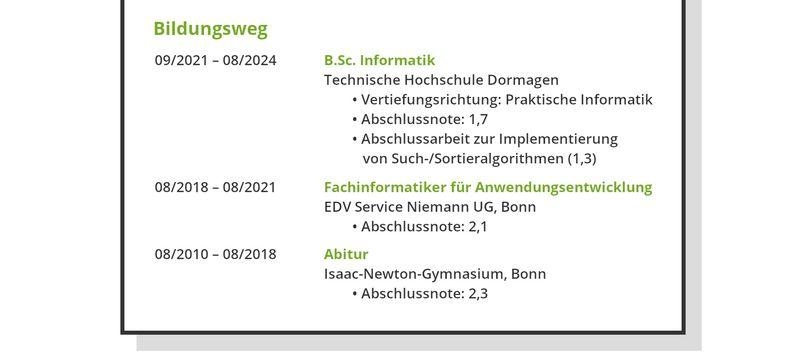 Bildungsweg
09/2021 – 08/2024 B.Sc. Informatik
Technische Hochschule Dormagen
• Vertiefungsrichtung: Praktische Informatik
• Abschlussnote: 1,7
• Abschlussarbeit zur Implementierung
von Such-/Sortieralgorithmen (1,3)
08/2018 – 08/2021 Fachinformatiker für Anwendungsentwicklung
EDV Service Niemann UG, Bonn
• Abschlussnote: 2,1
08/2010 – 08/2018 Abitur
Isaac-Newton-Gymnasium, Bonn
• Abschlussnote: 2,3